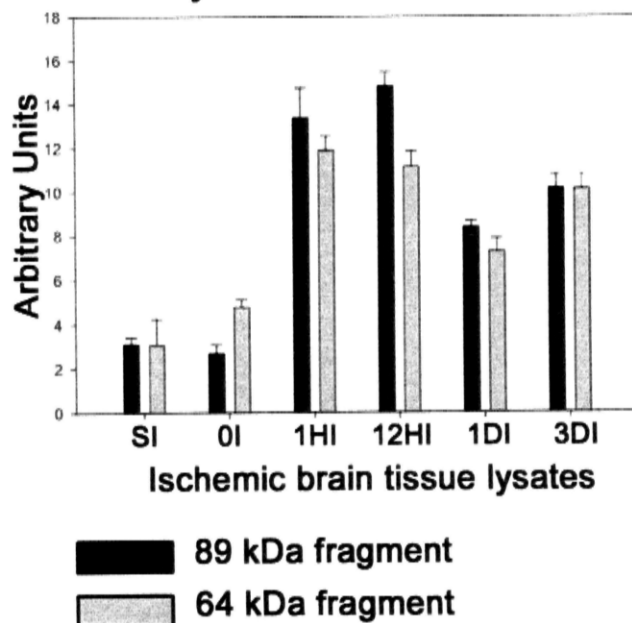 18
16
14
12
10
8
6
4
2
0
Arbitrary Units
SI 0I 1HI 12HI 1DI 3DI
Ischemic brain tissue lysates
89 kDa fragment
64 kDa fragment